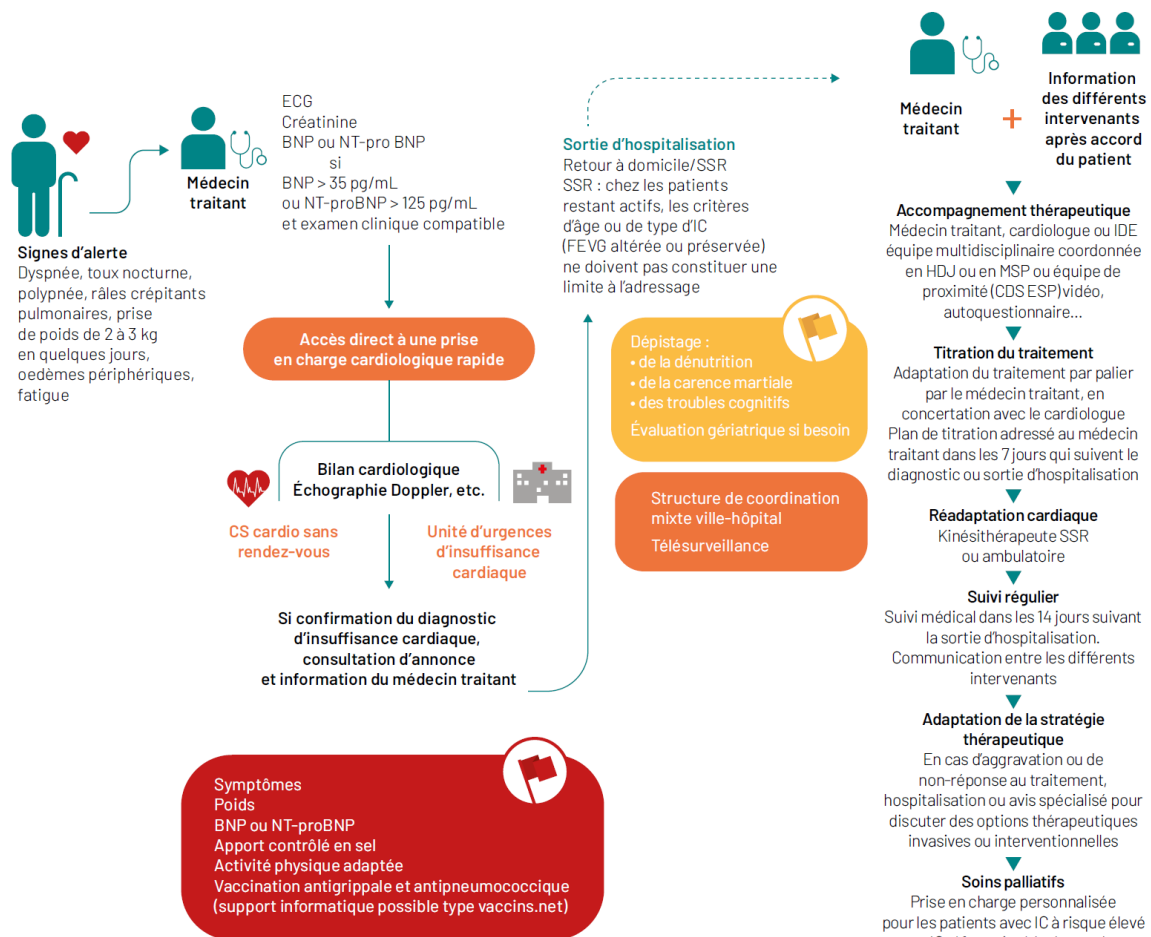 Signes d'alerte
Dyspnée, toux nocturne,
polypnée, râles crépitants
pulmonaires, prise
de poids de 2 à 3 kg
en quelques jours,
oedèmes périphériques,
fatigue
Médecin
traitant
ECG
Créatinine
BNP ou NT-pro BNP
si
BNP > 35 pg/mL
ou NT-proBNP > 125 pg/mL
et examen clinique compatible
Accès direct à une prise
en charge cardiologique rapide
Bilan cardiologique
Échographie Doppler, etc.
CS cardio sans
rendez-vous
Unité d'urgences
d'insuffisance
cardiaque
Si confirmation du diagnostic
d'insuffisance cardiaque,
consultation d'annonce
et information du médecin traitant
Symptômes
Poids
BNP ou NT-proBNP
Apport contrôlé en sel
Activité physique adaptée
Vaccination antigrippale et antipneumococcique
(support informatique possible type vaccins.net)
Sortie d'hospitalisation
Retour à domicile/SSR
SSR : chez les patients
restant actifs, les critères
d'âge ou de type d'IC
(FEVG altérée ou préservée)
ne doivent pas constituer une
limite à l'adressage
Dépistage :
• de la dénutrition
• de la carence martiale
• des troubles cognitifs
Évaluation gériatrique si besoin
Structure de coordination
mixte ville-hôpital
Télésurveillance
Médecin
traitant
+
Information
des différents
intervenants
après accord
du patient
Accompagnement thérapeutique
Médecin traitant, cardiologue ou IDE
équipe multidisciplinaire coordonnée
en HDJ ou en MSP ou équipe de
proximité (CDS ESP) vidéo,
autoquestionnaire...
Titration du traitement
Adaptation du traitement par palier
par le médecin traitant, en
concertation avec le cardiologue
Plan de titration adressé au médecin
traitant dans les 7 jours qui suivent le
diagnostic ou sortie d'hospitalisation
Réadaptation cardiaque
Kinésithérapeute SSR
ou ambulatoire
Suivi régulier
Suivi médical dans les 14 jours suivant
la sortie d'hospitalisation.
Communication entre les différents
intervenants
Adaptation de la stratégie
thérapeutique
En cas d'aggravation ou de
non-réponse au traitement,
hospitalisation ou avis spécialisé pour
discuter des options thérapeutiques
invasives ou interventionnelles
Soins palliatifs
Prise en charge personnalisée
pour les patients avec IC à risque élevé